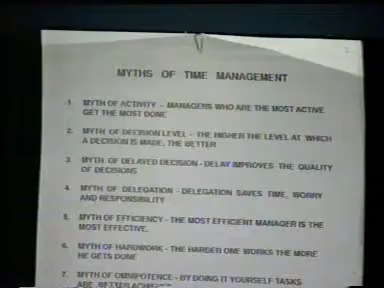 MYTHS OF TIME MANAGEMENT
1. MYTH OF ACTIVITY - MANAGERS WHO ARE THE MOST ACTIVE
GET THE MOST DONE
2. MYTH OF DECISION LEVEL - THE HIGHER THE LEVEL AT WHICH
A DECISION IS MADE, THE BETTER
3. MYTH OF DELAYED DECISION - DELAY IMPROVES THE QUALITY
OF DECISIONS
4. MYTH OF DELEGATION - DELEGATION SAVES TIME, WORRY
AND RESPONSIBILITY
5. MYTH OF EFFICIENCY - THE MOST EFFICIENT MANAGER IS THE
MOST EFFECTIVE.
6. MYTH OF HARDWORK - THE HARDER ONE WORKS THE MORE
HE GETS DONE
7. MYTH OF OMNIPOTENCE - BY DOING IT YOURSELF TASKS
ARE BETTER